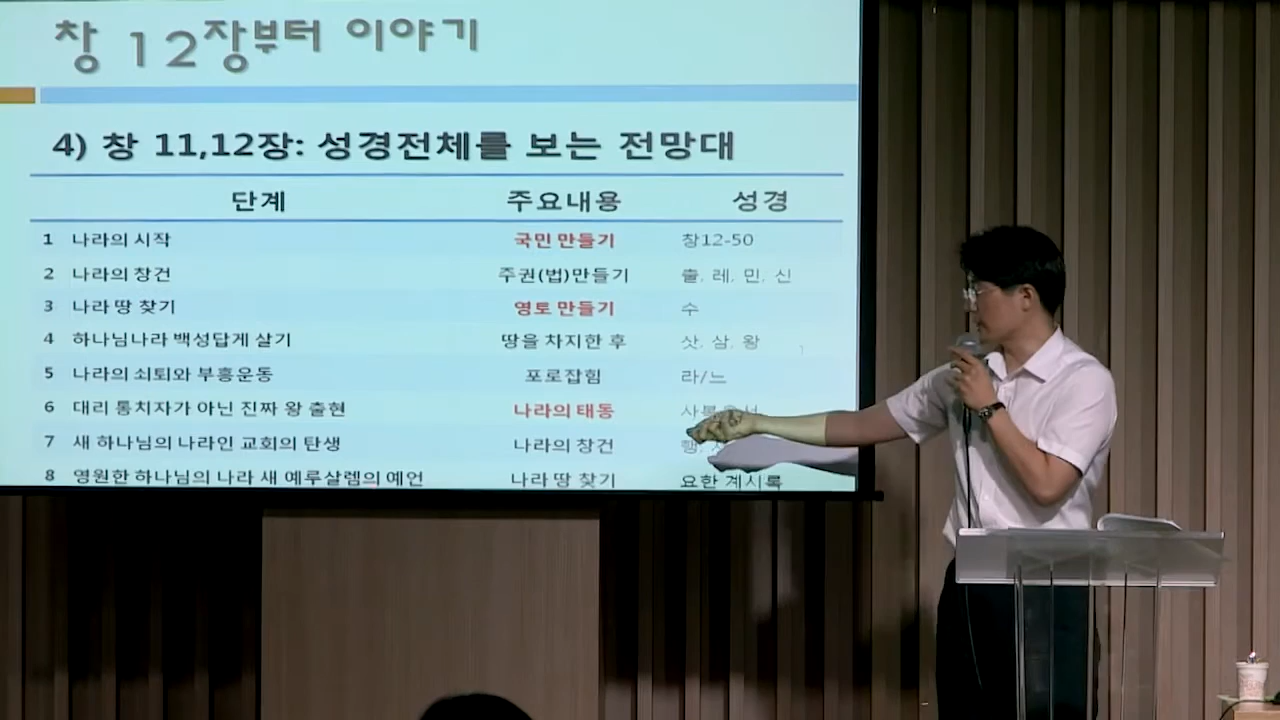 창 12장부터 이야기
4) 창 11,12장: 성경전체를 보는 전망대
단계 주요내용 성경
1 나라의 시작 국민 만들기 창12-50
2 나라의 창건 주권(법)만들기 출, 레, 민, 신
3 나라 땅 찾기 영토 만들기 수
4 하나님나라 백성답게 살기 땅을 차지한 후 삿, 삼, 왕
5 나라의 쇠퇴와 부흥운동 포로잡힘 라/느
6 대리 통치자가 아닌 진짜 왕 출현 나라의 태동
7 새 하나님의 나라인 교회의 탄생 나라의 창건 행,
8 영원한 하나님의 나라 새 예루살렘의 예언 나라 땅 찾기 요한 계시록